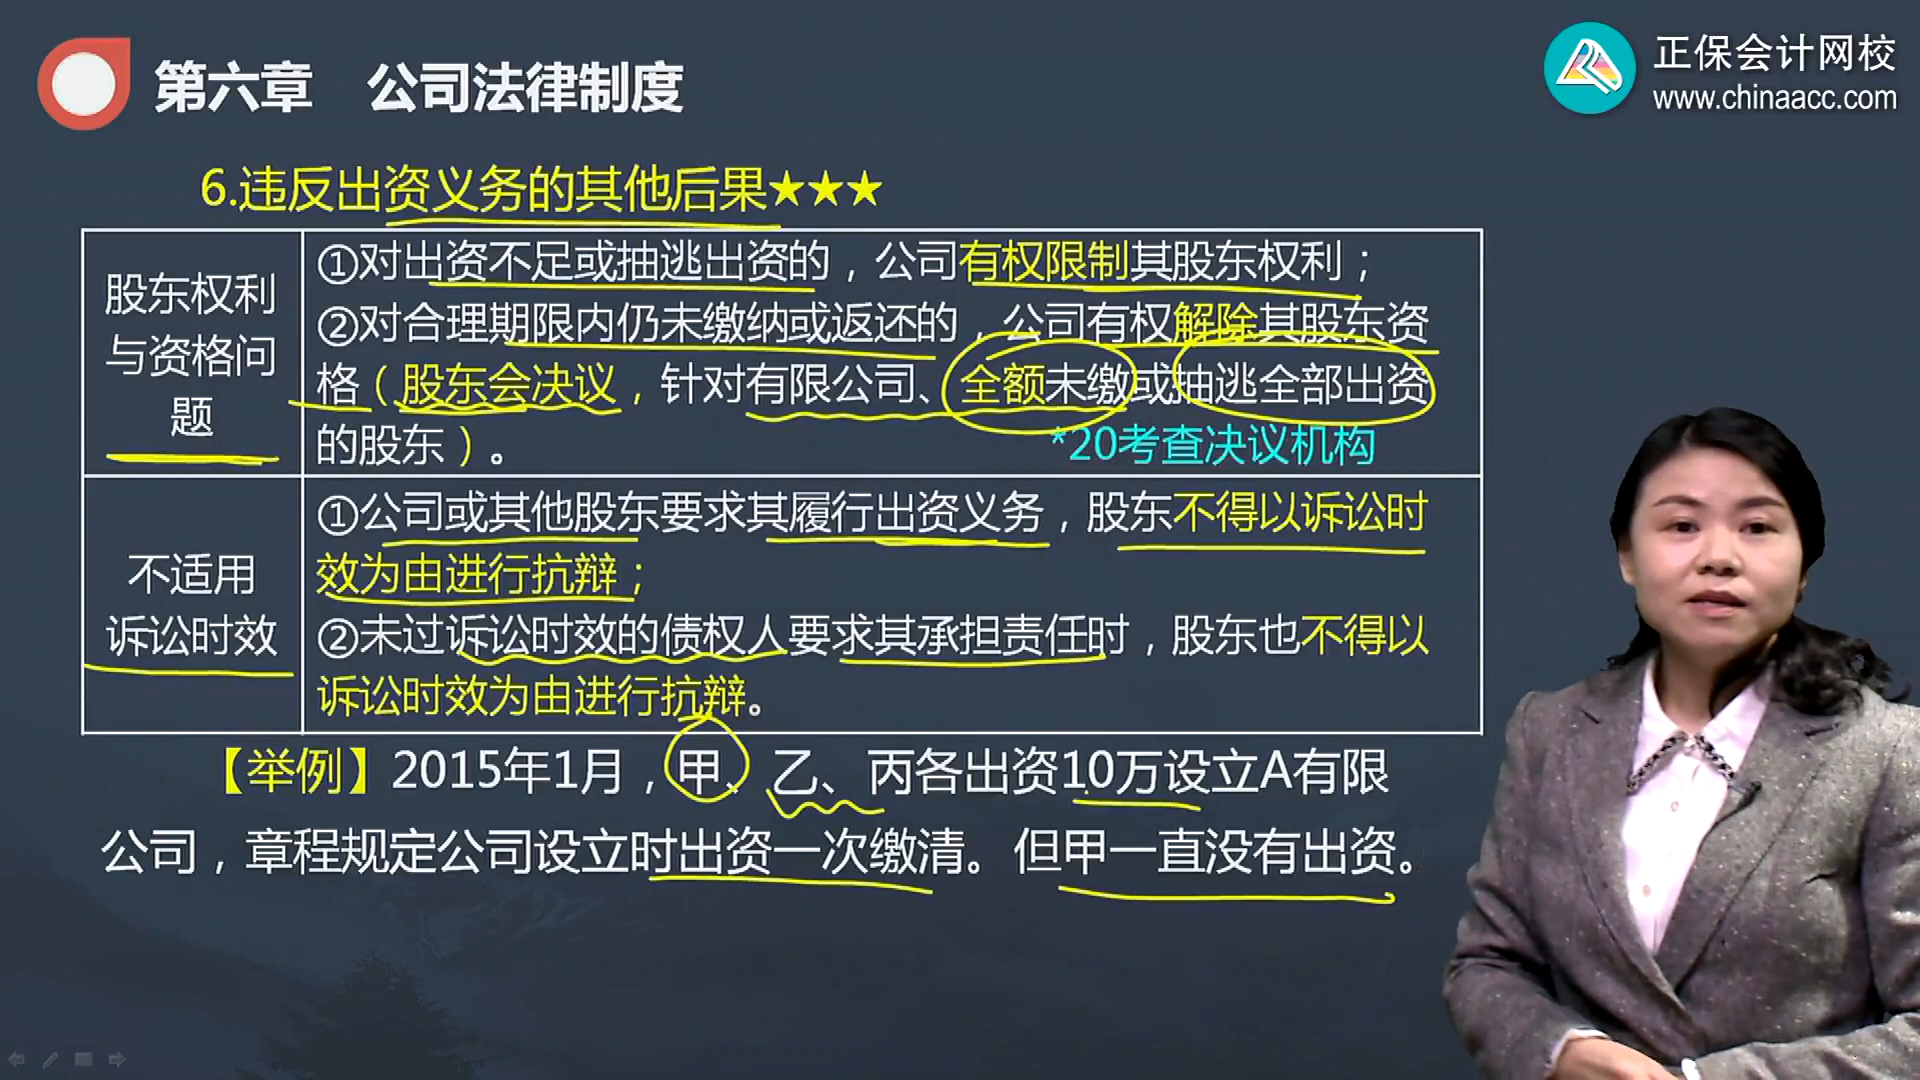 第六章 公司法律制度
正保会计网校
www.chinaacc.com
6.违反出资义务的其他后果★★★
股东权利与资格问题
①对出资不足或抽逃出资的，公司有权限制其股东权利；
②对合理期限内仍未缴纳或返还的，公司有权解除其股东资
格（股东会决议，针对有限公司、全额未缴或抽逃全部出资
的股东）。
*20考查决议机构
不适用
诉讼时效
①公司或其他股东要求其履行出资义务，股东不得以诉讼时
效为由进行抗辩；
②未过诉讼时效的债权人要求其承担责任时，股东也不得以
诉讼时效为由进行抗辩。
【举例】2015年1月，甲、乙、丙各出资10万设立A有限
公司，章程规定公司设立时出资一次缴清。但甲一直没有出资。